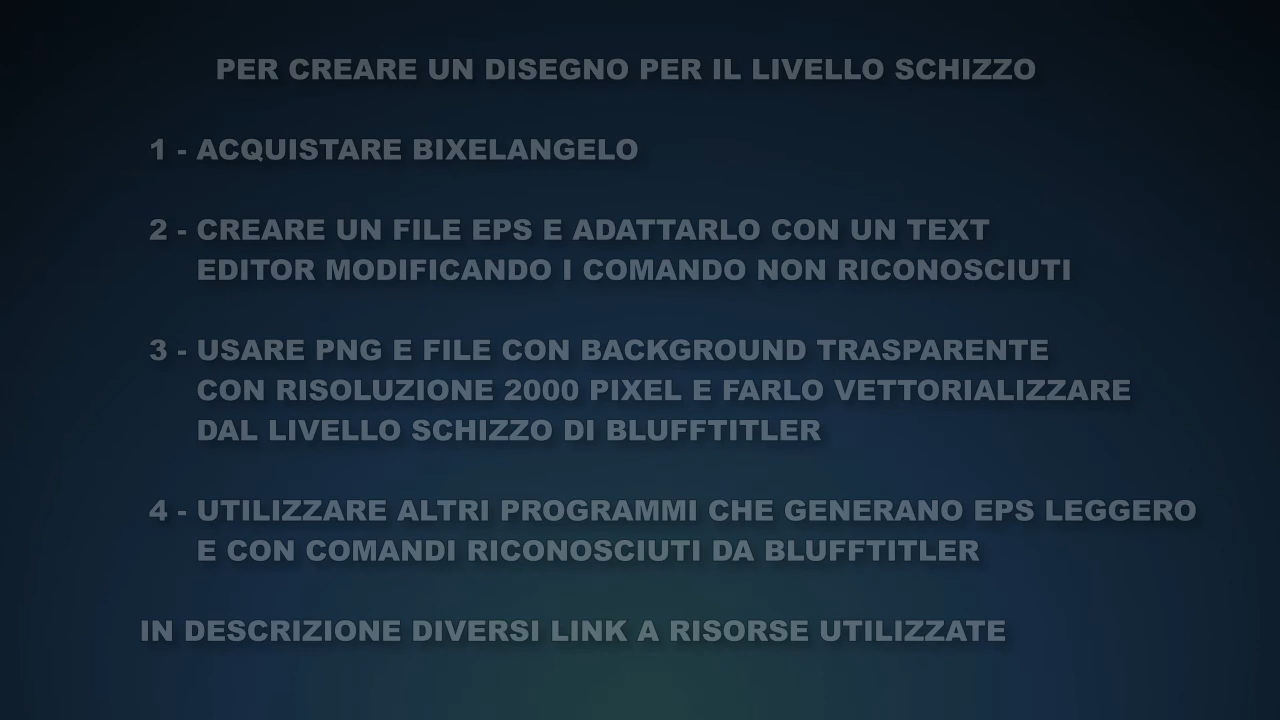 PER CREARE UN DISEGNO PER IL LIVELLO SCHIZZO
1 - ACQUISTARE BIXELANGELO
2 - CREARE UN FILE EPS E ADATTARLO CON UN TEXT
EDITOR MODIFICANDO I COMANDO NON RICONOSCIUTI
3 - USARE PNG E FILE CON BACKGROUND TRASPARENTE
CON RISOLUZIONE 2000 PIXEL E FARLO VETTORIALIZZARE
DAL LIVELLO SCHIZZO DI BLUFFTITLER
4 - UTILIZZARE ALTRI PROGRAMMI CHE GENERANO EPS LEGGERO
E CON COMANDI RICONOSCIUTI DA BLUFFTITLER
IN DESCRIZIONE DIVERSI LINK A RISORSE UTILIZZATE